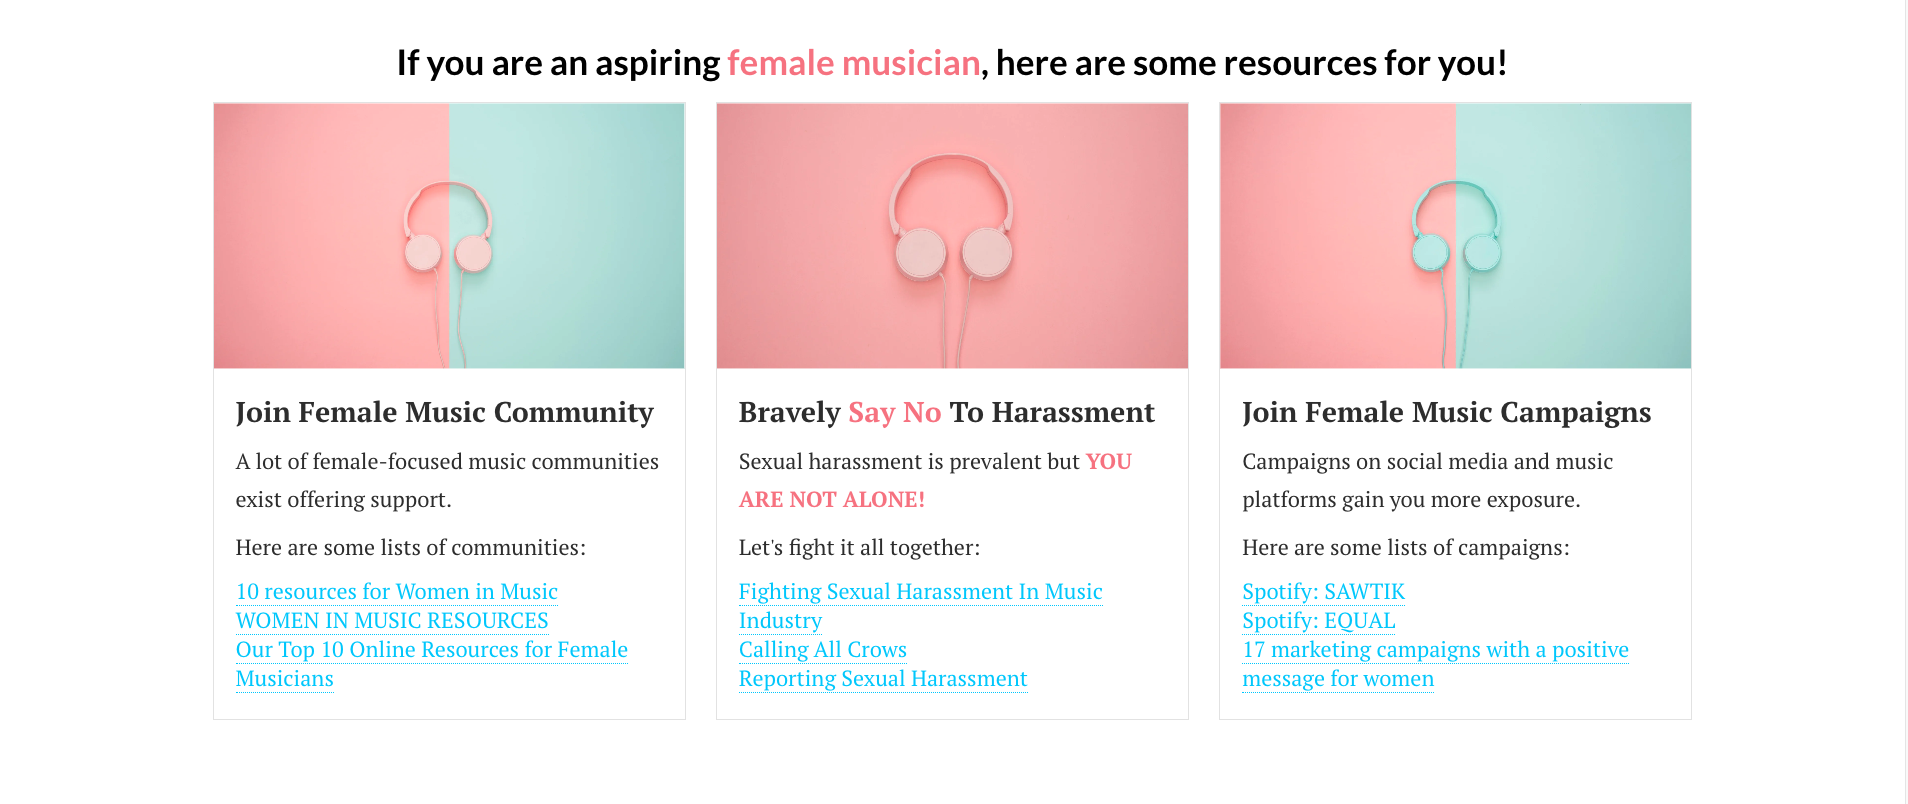 If you are an aspiring female musician, here are some resources for you!
Join Female Music Community
A lot of female-focused music communities
exist offering support.
Here are some lists of communities:
10 resources for Women in Music
WOMEN IN MUSIC RESOURCES
Our Top 10 Online Resources for Female
Musicians
Bravely Say No To Harassment
Sexual harassment is prevalent but YOU
ARE NOT ALONE!
Let's fight it all together:
Fighting Sexual Harassment In Music
Industry
Calling All Crows
Reporting Sexual Harassment
Join Female Music Campaigns
Campaigns on social media and music
platforms gain you more exposure.
Here are some lists of campaigns:
Spotify: SAWTIK
Spotify: EQUAL
17 marketing campaigns with a positive
message for women